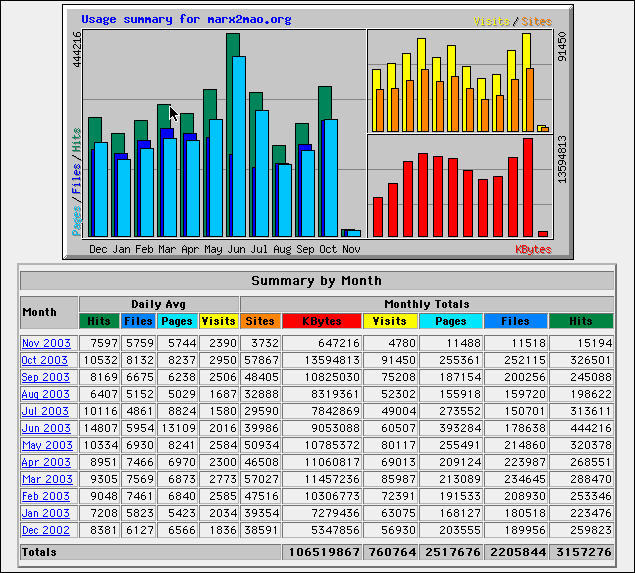 Usage summary for marx2mao.org
Visits / Sites
444216
91450
13594813
Pages / Files / Hits
Dec Jan Feb Mar Apr May Jun Jul Aug Sep Oct Nov
KBytes
Summary by Month
Month Daily Avg Monthly Totals
Hits Files Pages Visits Sites KBytes Visits Pages Files Hits
Nov 2003 7597 5759 5744 2390 3732 647216 4780 11488 11518 15194
Oct 2003 10532 8132 8237 2950 57867 13594813 91450 255361 252115 326501
Sep 2003 8169 6675 6238 2506 48405 10825030 75208 187154 200256 245088
Aug 2003 6407 5152 5029 1687 32888 8319361 52302 155918 159720 198622
Jul 2003 10116 4861 8824 1580 29590 7842869 49004 273552 150701 313611
Jun 2003 14807 5954 13109 2016 39986 9053088 60507 393284 178638 444216
May 2003 10334 6930 8241 2584 50934 10785372 80117 255491 214860 320378
Apr 2003 8951 7466 6970 2300 46508 11060817 69013 209124 223987 268551
Mar 2003 9305 7569 6873 2773 57027 11457236 85987 213089 234645 288470
Feb 2003 9048 7461 6840 2585 47516 10306773 72391 191533 208930 253346
Jan 2003 7208 5823 5423 2034 39354 7279436 63075 168127 180518 223476
Dec 2002 8381 6127 6566 1836 38591 5347856 56930 203555 189956 259823
Totals 106519867 760764 2517676 2205844 3157276